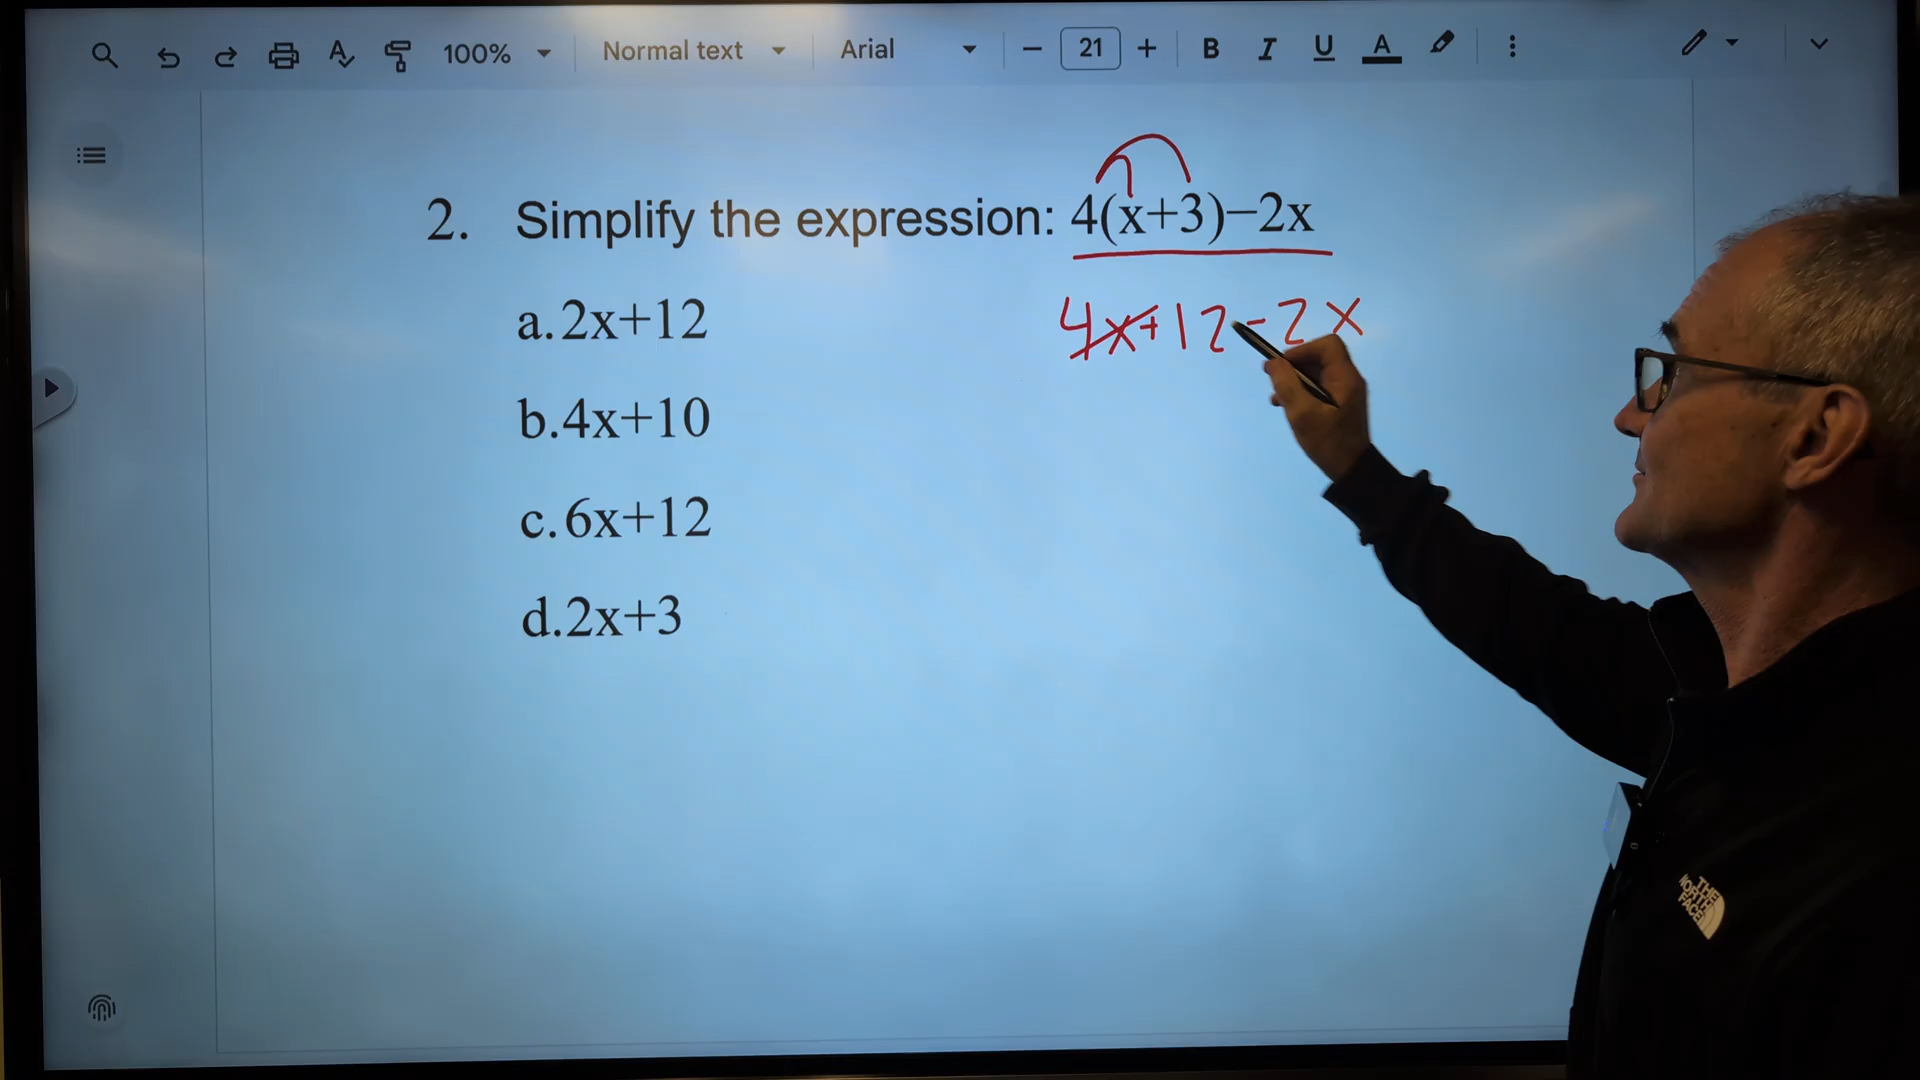 100% Normal text Arial − 21 + B I U A
2. Simplify the expression: 4(x+3)−2x
4x+12-2x
a. 2x+12
b. 4x+10
c. 6x+12
d. 2x+3
THE
NORTH
FACE